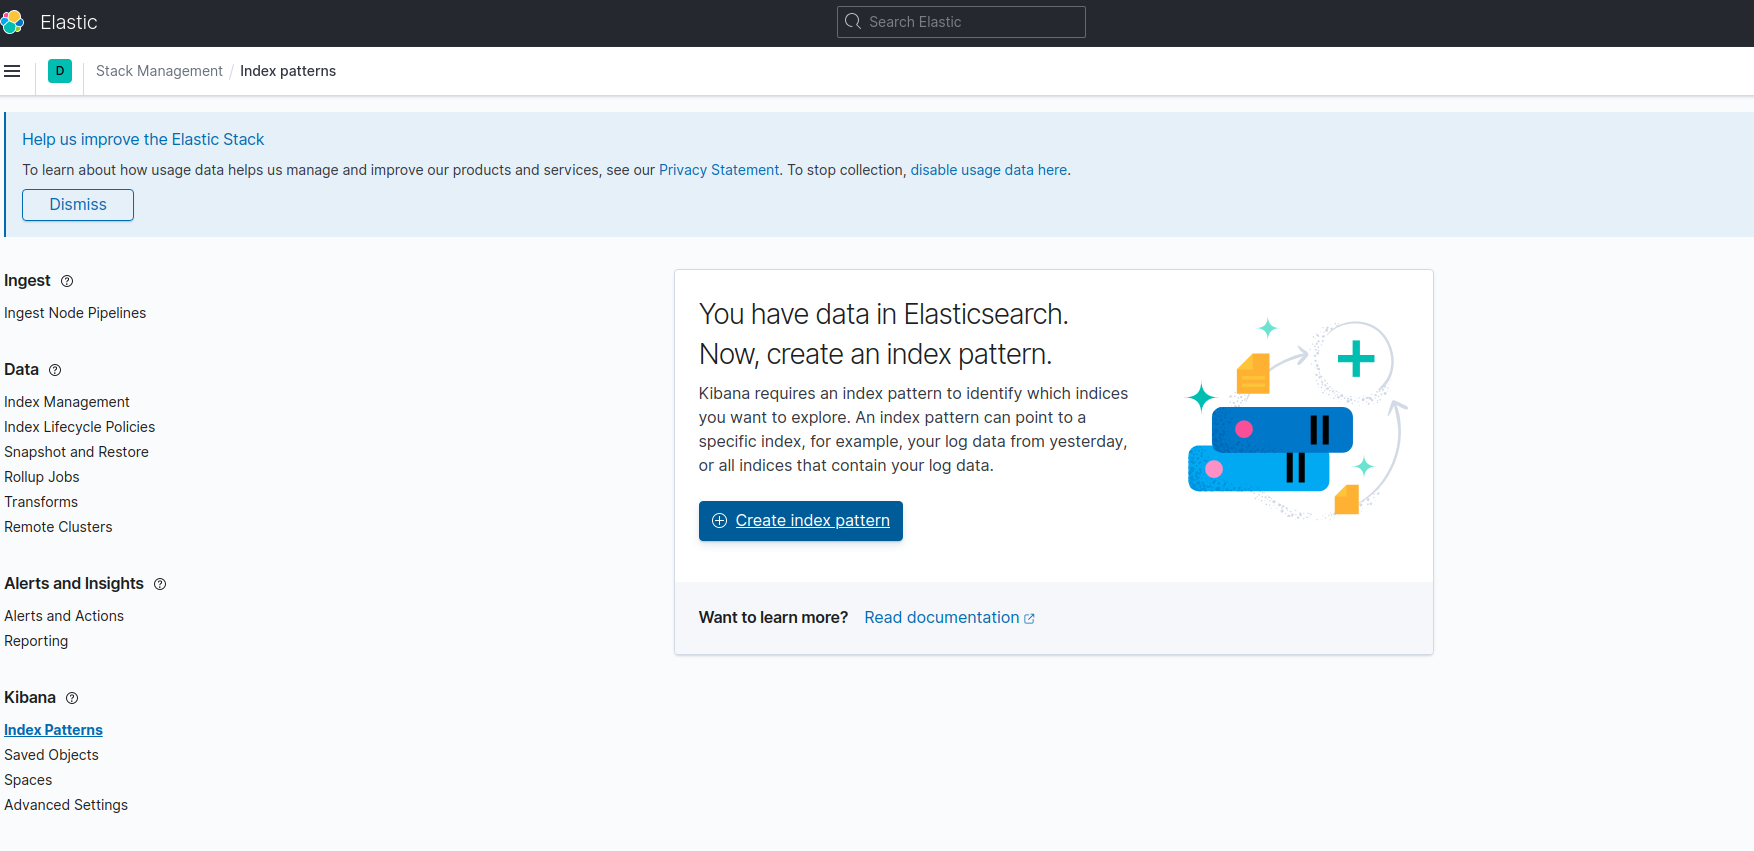 Elastic
Search Elastic
D
Stack Management / Index patterns
Help us improve the Elastic Stack
To learn about how usage data helps us manage and improve our products and services, see our Privacy Statement. To stop collection, disable usage data here.
Dismiss
Ingest
Ingest Node Pipelines
Data
Index Management
Index Lifecycle Policies
Snapshot and Restore
Rollup Jobs
Transforms
Remote Clusters
Alerts and Insights
Alerts and Actions
Reporting
Kibana
Index Patterns
Saved Objects
Spaces
Advanced Settings
You have data in Elasticsearch.
Now, create an index pattern.
Kibana requires an index pattern to identify which indices
you want to explore. An index pattern can point to a
specific index, for example, your log data from yesterday,
or all indices that contain your log data.
Create index pattern
Want to learn more? Read documentation